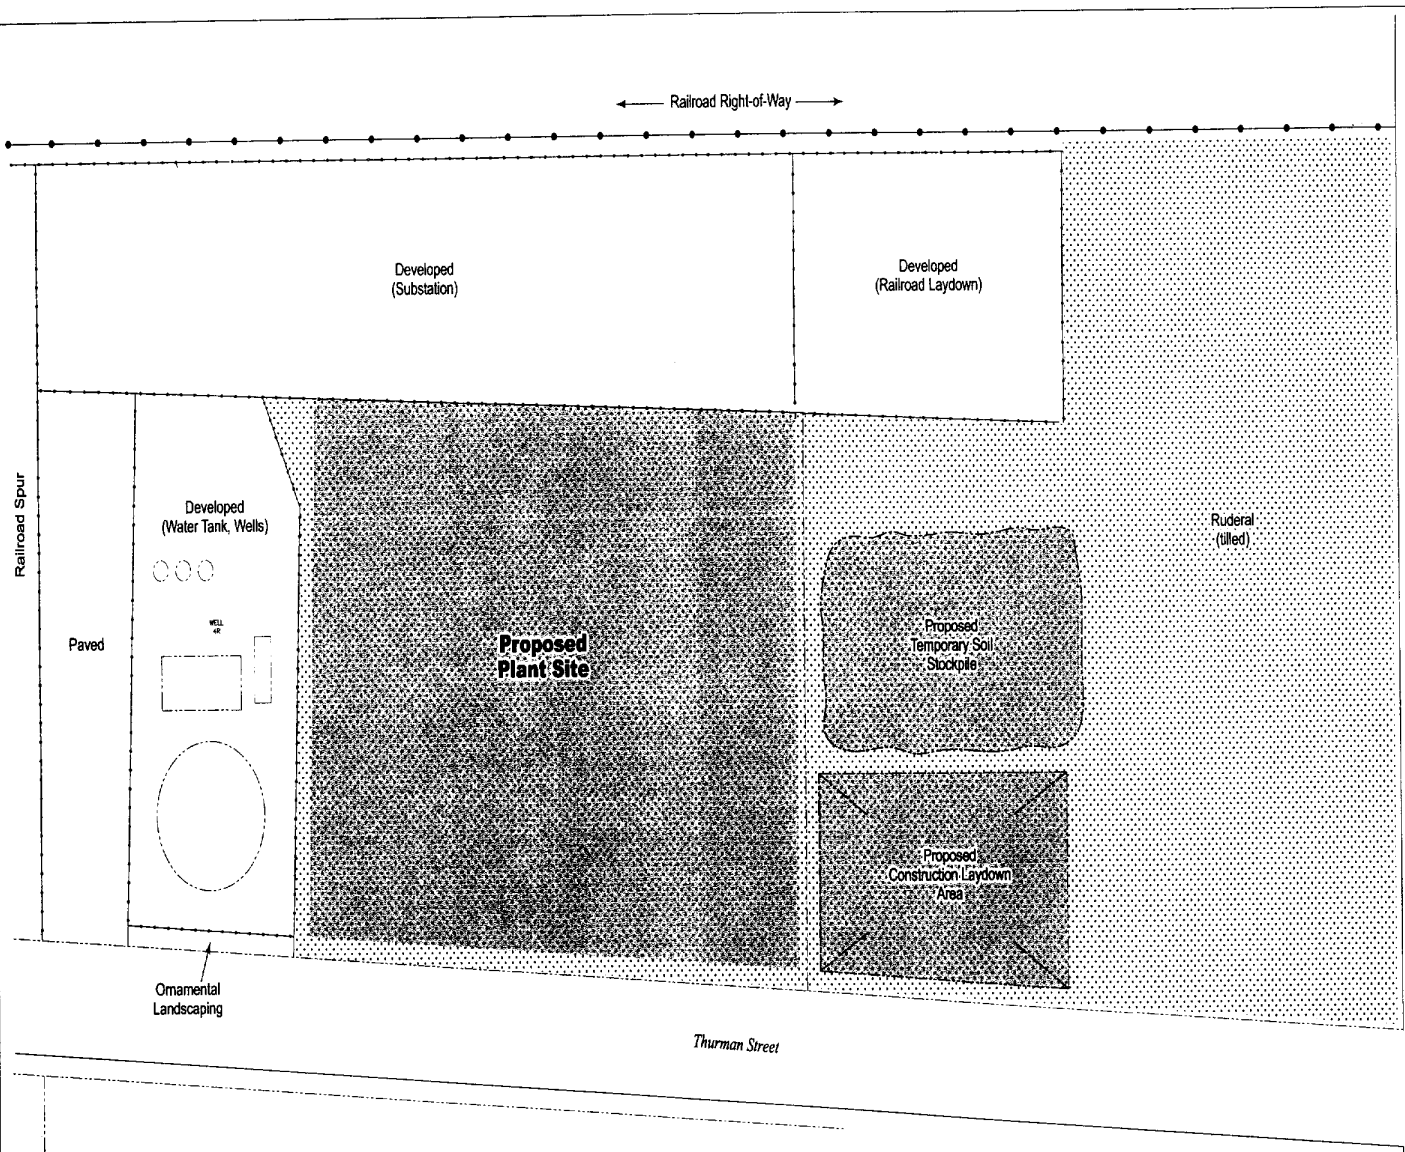 Railroad Right-of-Way
Developed
(Substation)
Developed
(Railroad Laydown)
Railroad Spur
Developed
(Water Tank, Wells)
Ruderal
(tilled)
WELL
4R
Paved
Proposed
Plant Site
Proposed
Temporary Soil
Stockpile
Proposed
Construction Laydown
Area
Ornamental
Landscaping
Thurman Street